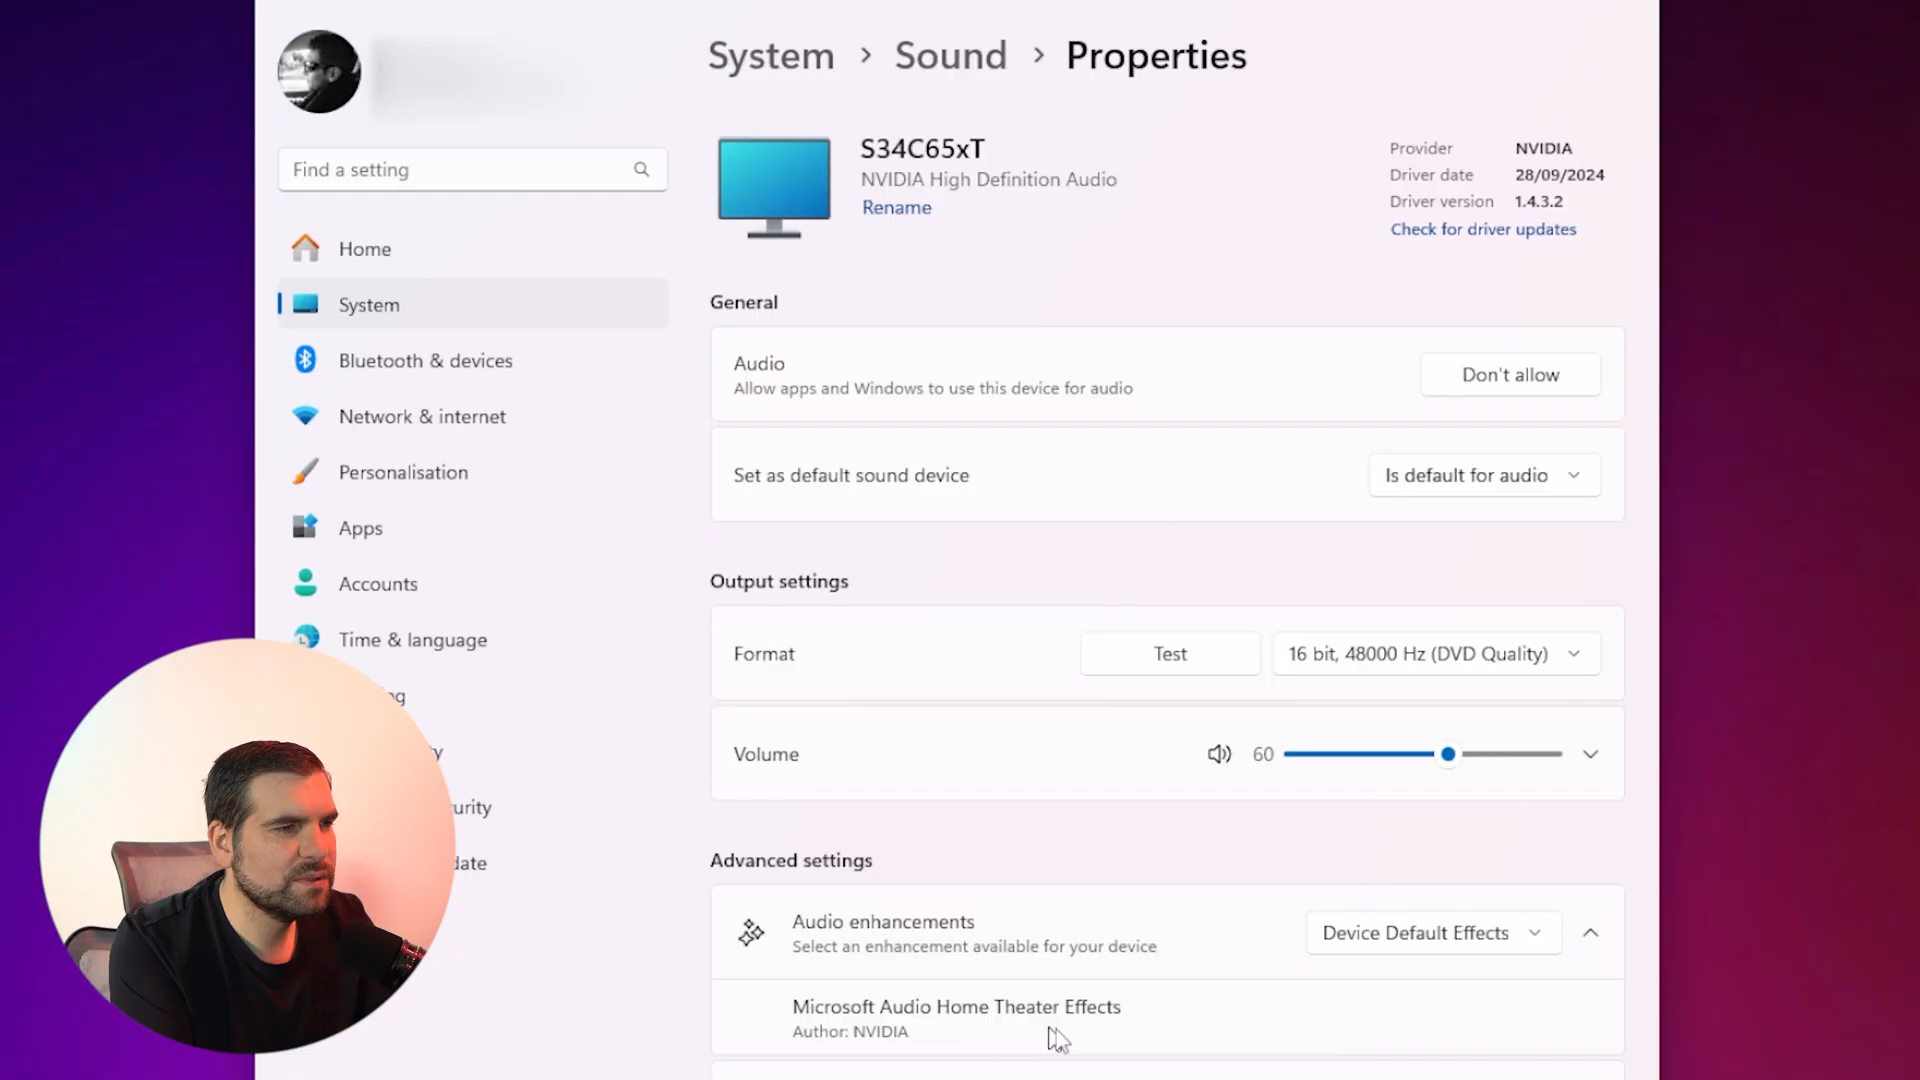 System > Sound > Properties
Find a setting
Home
System
Bluetooth & devices
Network & internet
Personalisation
Apps
Accounts
Time & language
S34C65xT
NVIDIA High Definition Audio
Rename
Provider NVIDIA
Driver date 28/09/2024
Driver version 1.4.3.2
Check for driver updates
General
Audio
Allow apps and Windows to use this device for audio
Don't allow
Set as default sound device
Is default for audio
Output settings
Format
Test
16 bit, 48000 Hz (DVD Quality)
Volume
60
Advanced settings
Audio enhancements
Select an enhancement available for your device
Device Default Effects
Microsoft Audio Home Theater Effects
Author: NVIDIA